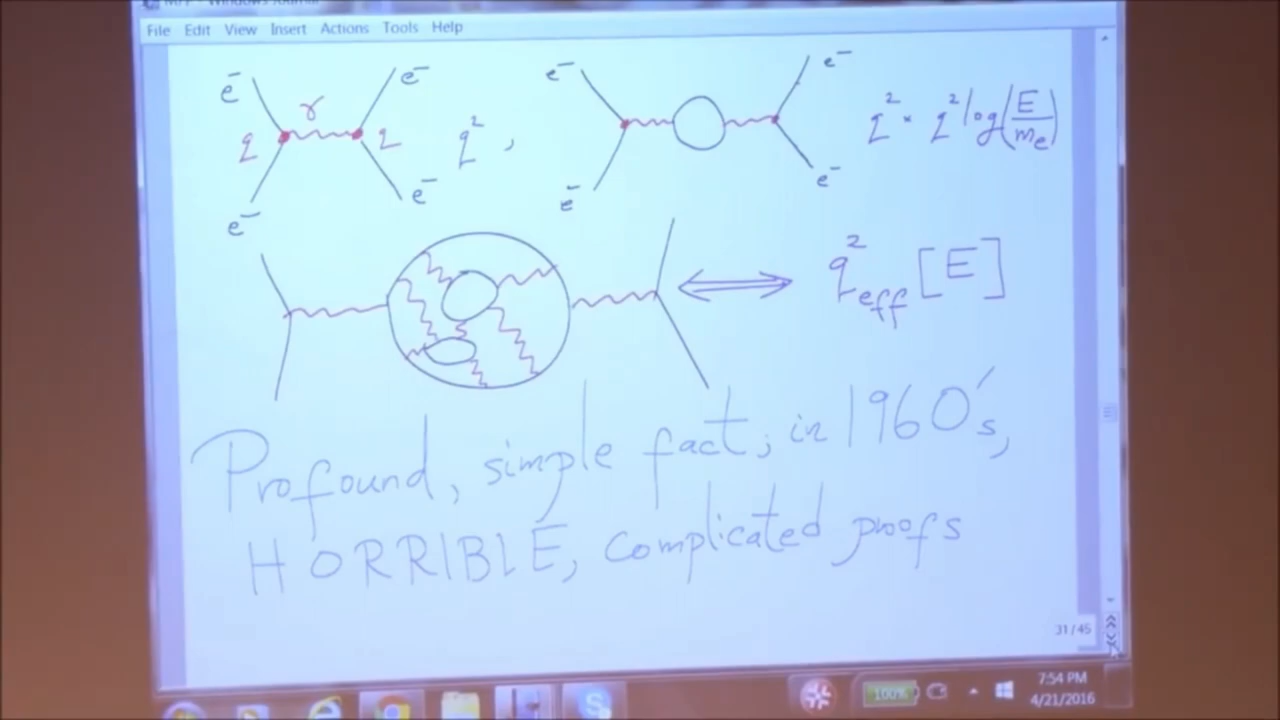 File Edit View Insert Actions Tools Help
e⁻ e⁻ e⁻ e⁻
γ
q q q² , q² × q² log(E/mₑ)
e⁻ e⁻ e⁻ e⁻
q²eff [E]
Profound, simple fact; in 1960's,
HORRIBLE, complicated proofs
31/45
100%
7:54 PM
4/21/2016